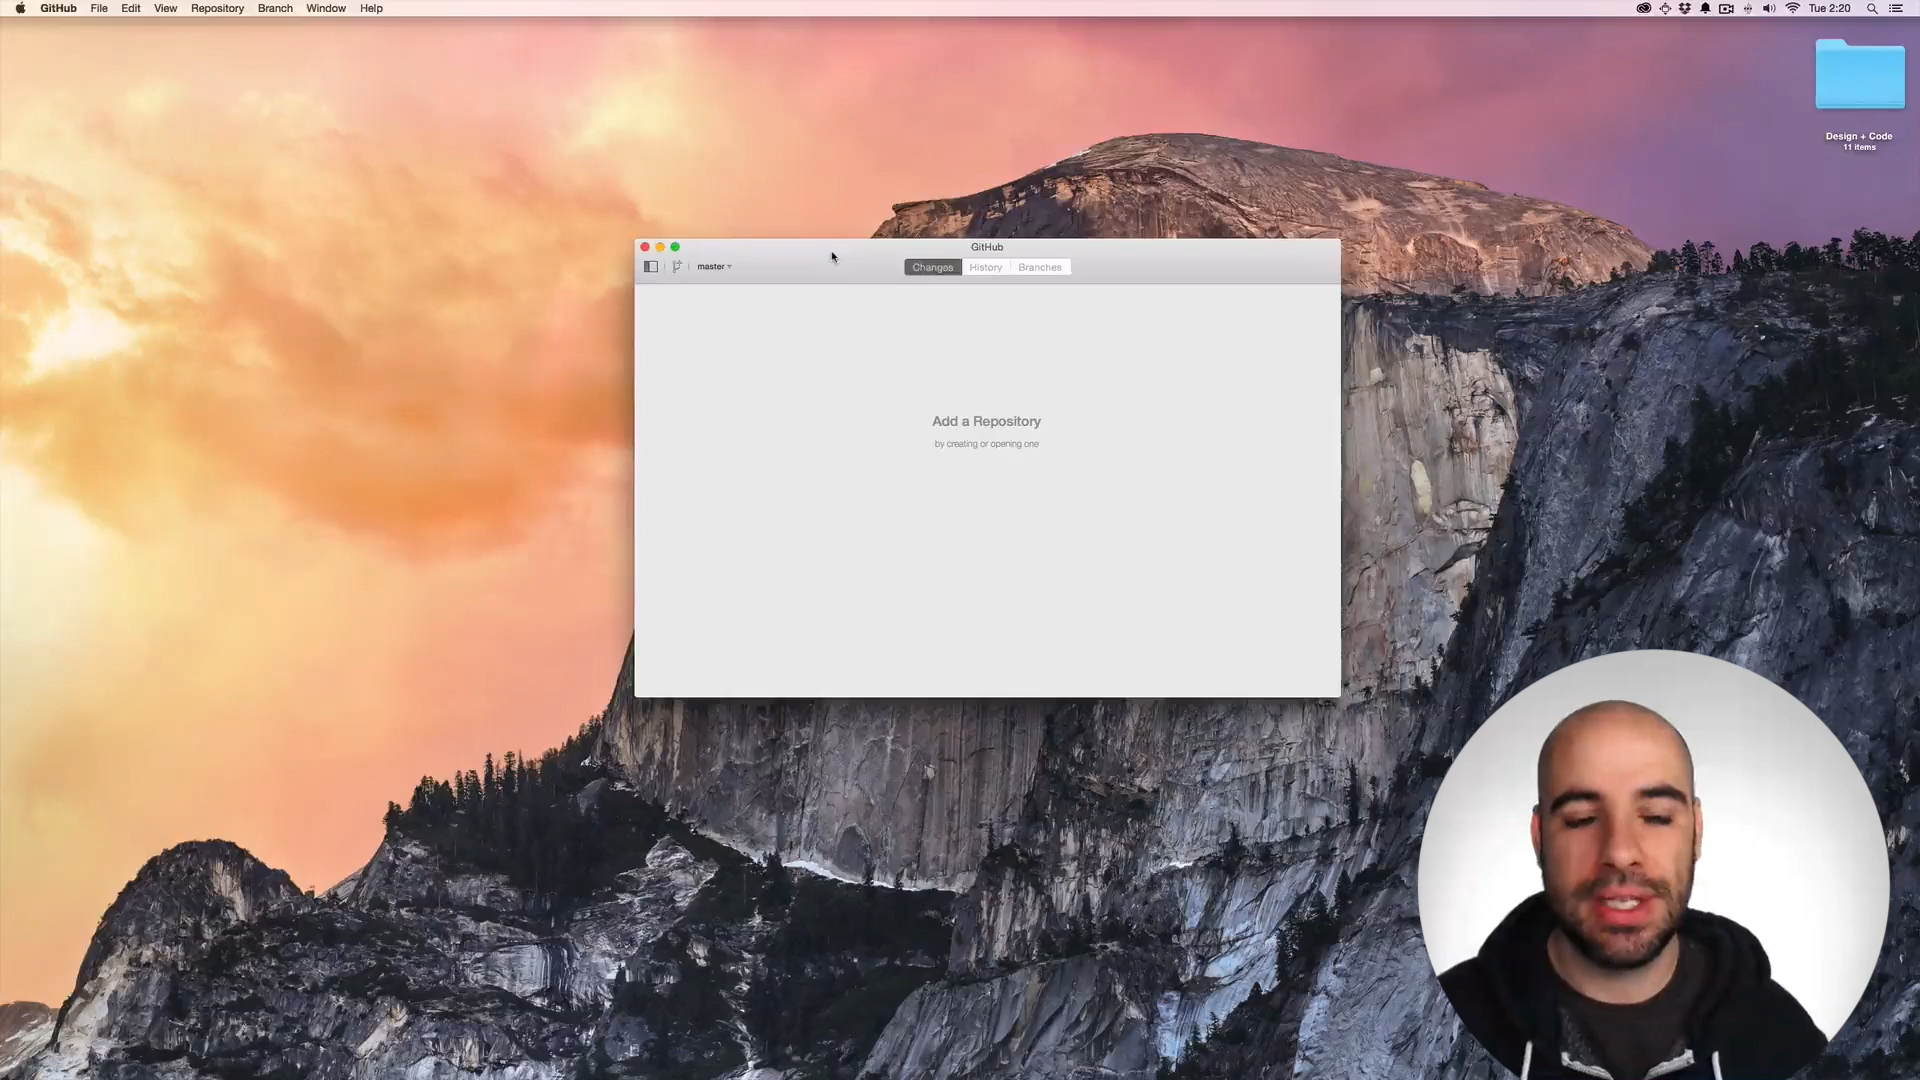 GitHub File Edit View Repository Branch Window Help Tue 2:20
Design + Code
11 items
GitHub
master Changes History Branches
Add a Repository
by creating or opening one